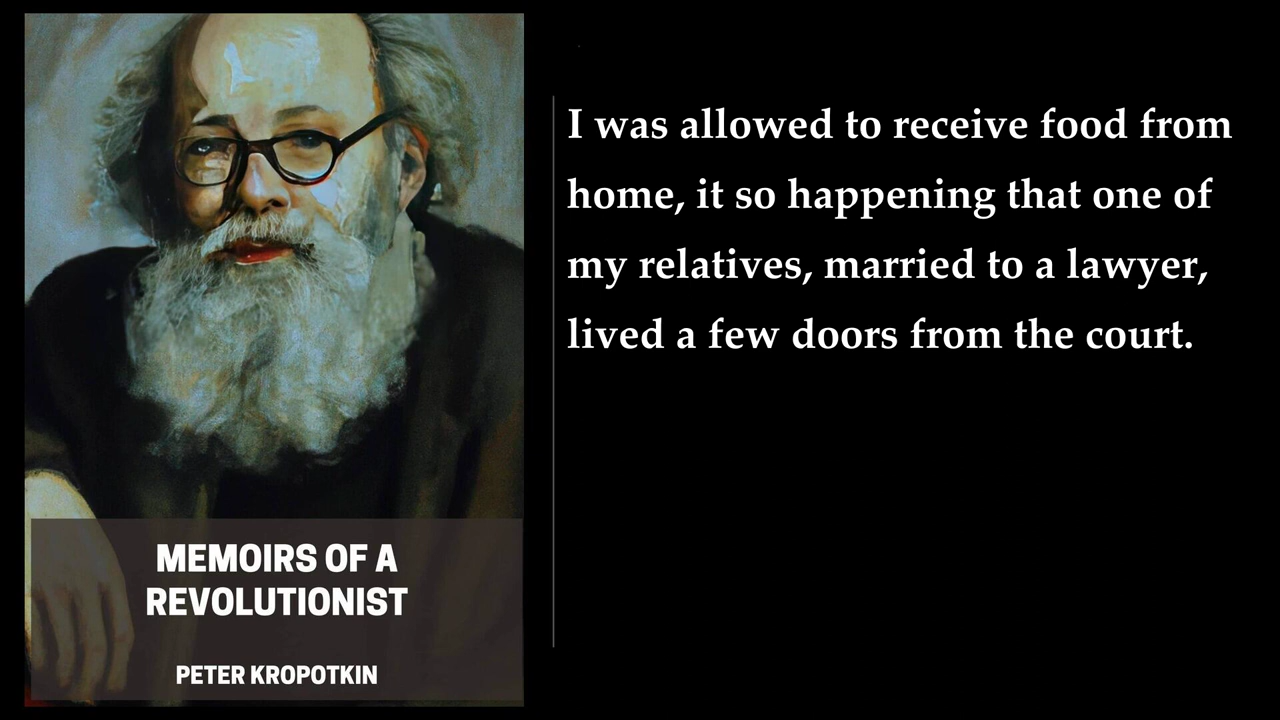 I was allowed to receive food from
home, it so happening that one of
my relatives, married to a lawyer,
lived a few doors from the court.
MEMOIRS OF A
REVOLUTIONIST
PETER KROPOTKIN